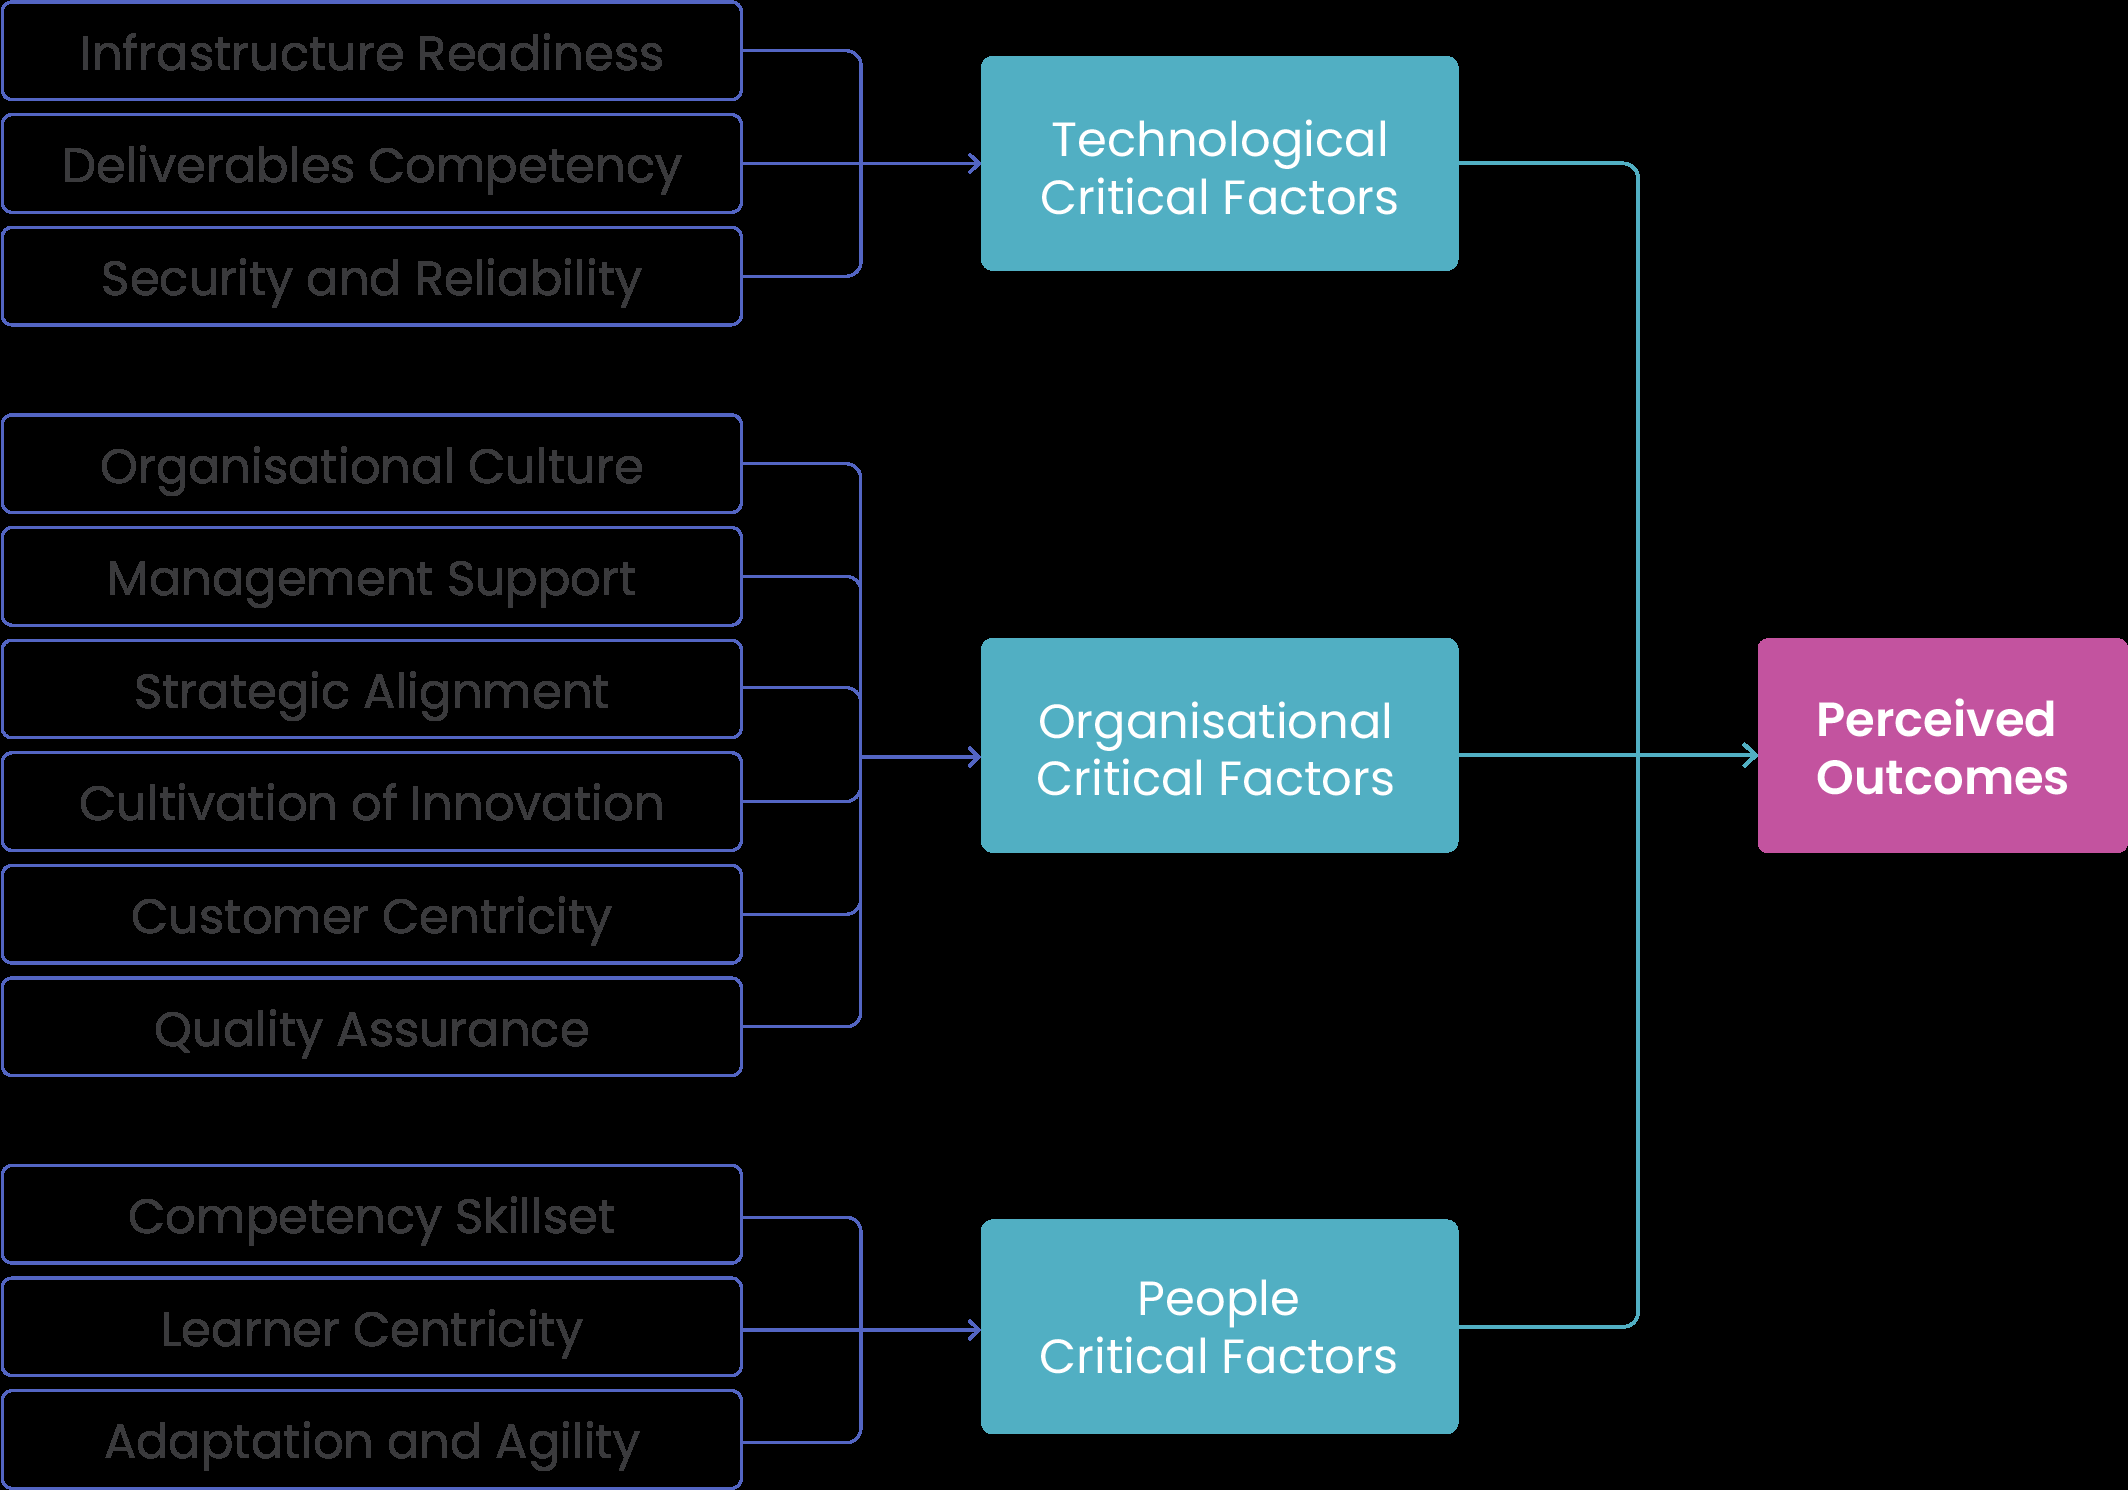 Infrastructure Readiness
Deliverables Competency
Security and Reliability
Technological
Critical Factors
Organisational Culture
Management Support
Strategic Alignment
Cultivation of Innovation
Customer Centricity
Quality Assurance
Organisational
Critical Factors
Competency Skillset
Learner Centricity
Adaptation and Agility
People
Critical Factors
Perceived
Outcomes